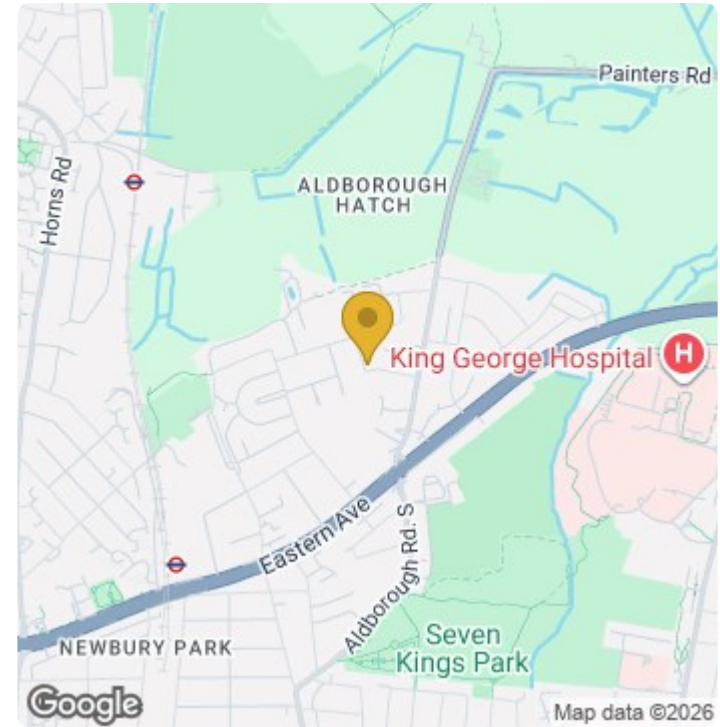 Painters Rd
Horns Rd
ALDBOROUGH
HATCH
King George Hospital
H
Eastern Ave
Aldborough Rd. S
NEWBURY PARK
Seven
Kings Park
Google
Map data ©2026